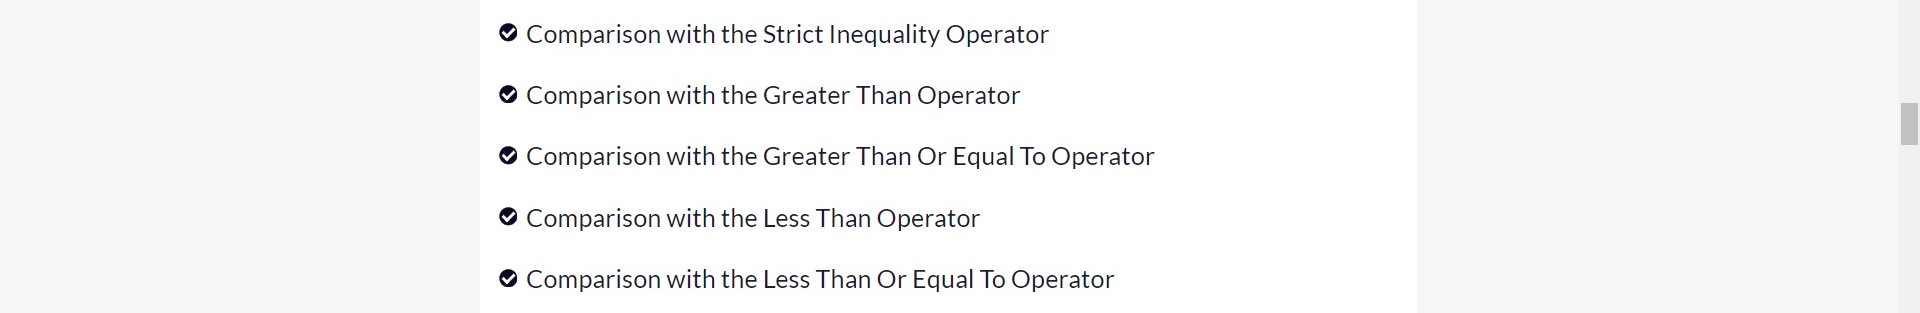 Comparison with the Strict Inequality Operator
Comparison with the Greater Than Operator
Comparison with the Greater Than Or Equal To Operator
Comparison with the Less Than Operator
Comparison with the Less Than Or Equal To Operator